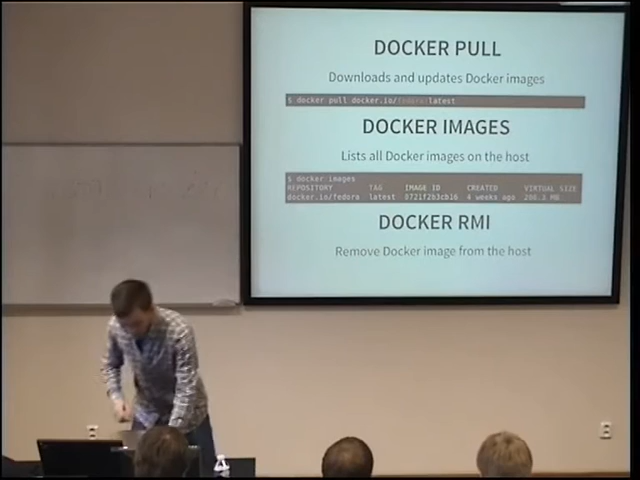 DOCKER PULL
Downloads and updates Docker images
$ docker pull docker.io/fedora:latest
DOCKER IMAGES
Lists all Docker images on the host
$ docker images
REPOSITORY TAG IMAGE ID CREATED VIRTUAL SIZE
docker.io/fedora latest 4 weeks ago
DOCKER RMI
Remove Docker image from the host